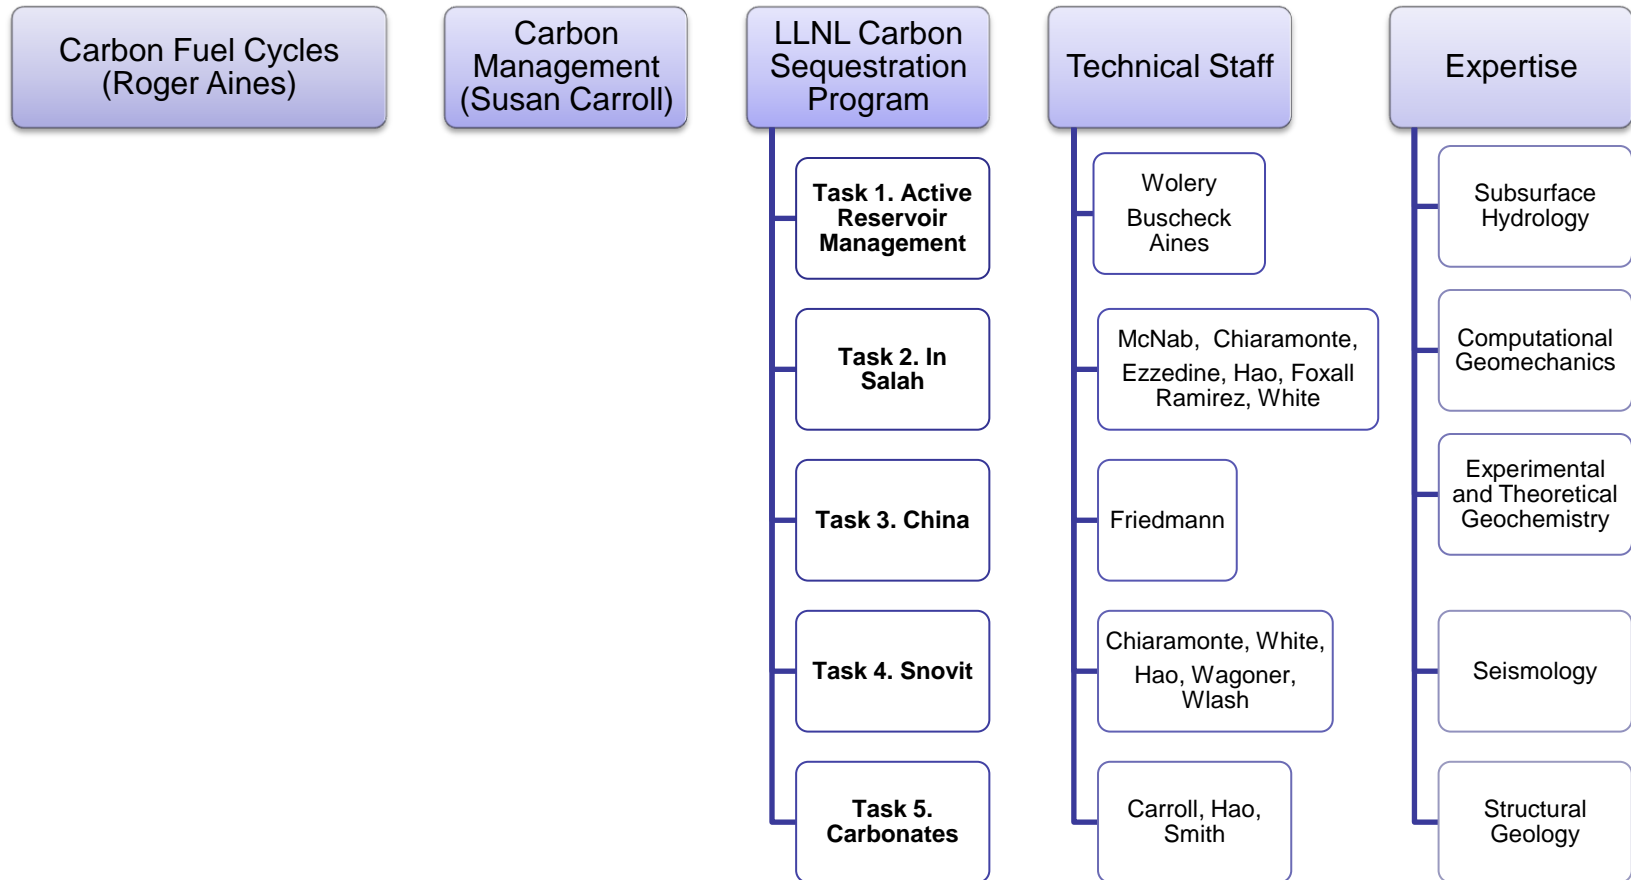 Carbon Fuel Cycles
(Roger Aines)
Carbon
Management
(Susan Carroll)
LLNL Carbon
Sequestration
Program
Technical Staff
Expertise
Task 1. Active
Reservoir
Management
Task 2. In
Salah
Task 3. China
Task 4. Snovit
Task 5.
Carbonates
Wolery
Buscheck
Aines
McNab, Chiaramonte,
Ezzedine, Hao, Foxall
Ramirez, White
Friedmann
Chiaramonte, White,
Hao, Wagoner,
Wlash
Carroll, Hao,
Smith
Subsurface
Hydrology
Computational
Geomechanics
Experimental
and Theoretical
Geochemistry
Seismology
Structural
Geology